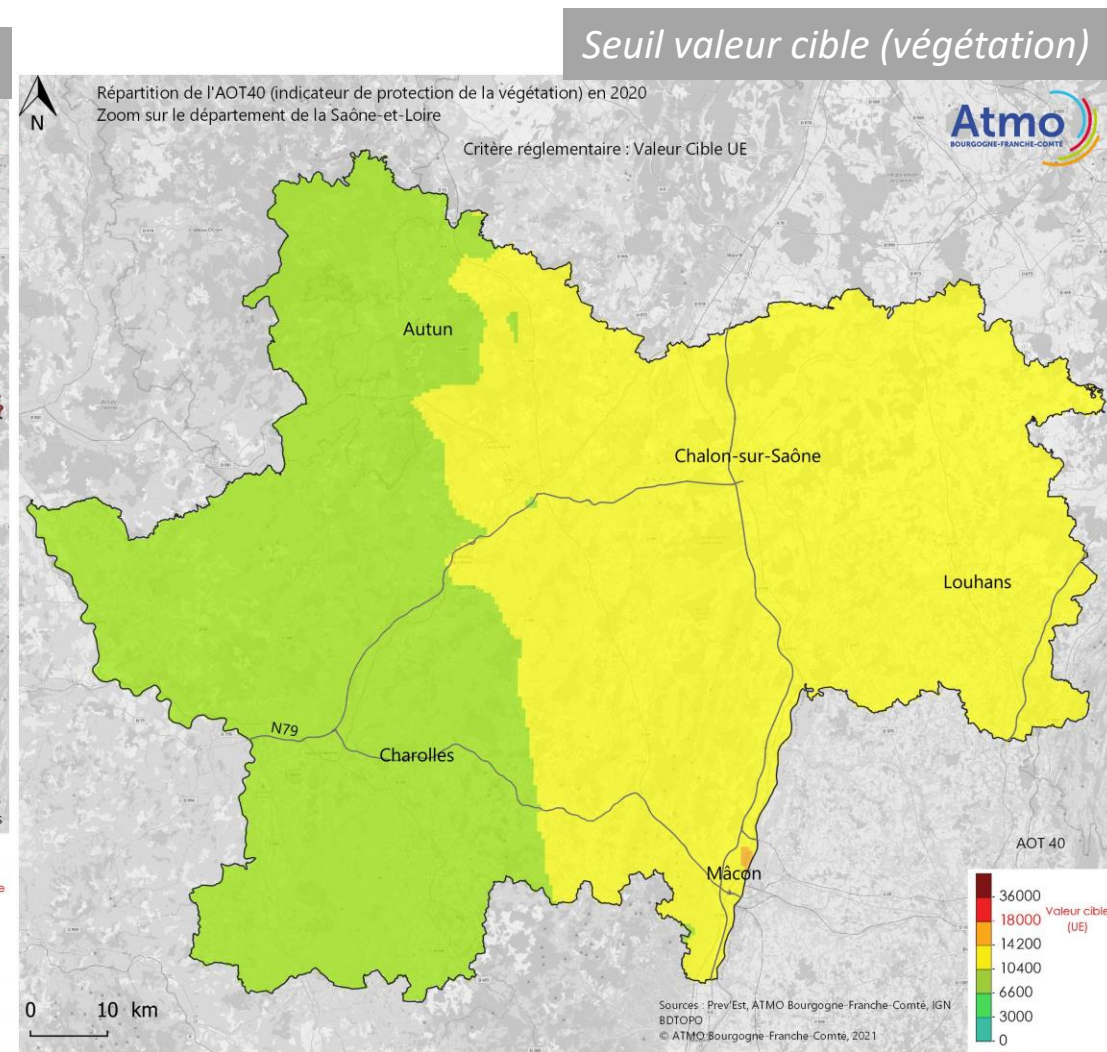 Seuil valeur cible (végétation)
Répartition de l'AOT40 (indicateur de protection de la végétation) en 2020
Zoom sur le département de la Saône-et-Loire
N
Critère réglementaire : Valeur Cible UE
Atmo
BOURGOGNE-FRANCHE-COMTÉ
Autun
Chalon-sur-Saône
Louhans
N79
Charolles
Mâcon
AOT 40
36000
18000
Valeur cible
(UE)
14200
10400
6600
3000
0
0 10 km
Sources : Prev'Est, ATMO Bourgogne-Franche-Comté, IGN
BDTOPO
© ATMO Bourgogne-Franche-Comté, 2021